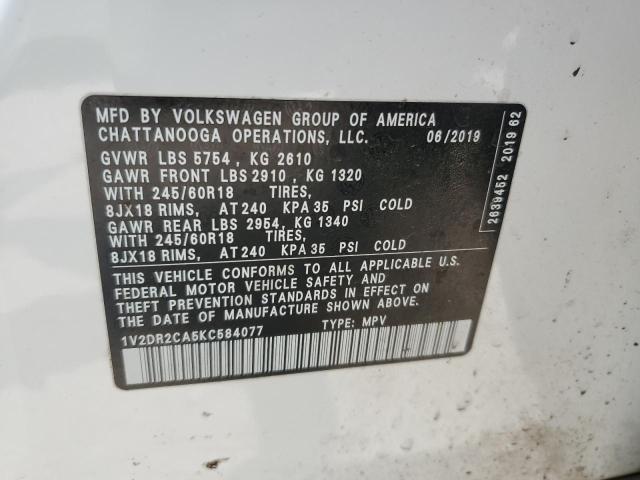 MFD BY VOLKSWAGEN GROUP OF AMERICA
CHATTANOOGA OPERATIONS, LLC. 06/2019
GVWR LBS 5754 , KG 2610
GAWR FRONT LBS 2910 , KG 1320
WITH 245/60R18 TIRES,
8JX18 RIMS, AT 240 KPA 35 PSI COLD
GAWR REAR LBS 2954, KG 1340
WITH 245/60R18 TIRES,
8JX18 RIMS, AT 240 KPA 35 PSI COLD
THIS VEHICLE CONFORMS TO ALL APPLICABLE U.S.
FEDERAL MOTOR VEHICLE SAFETY AND
THEFT PREVENTION STANDARDS IN EFFECT ON
THE DATE OF MANUFACTURE SHOWN ABOVE.
1V2DR2CA5KC584077 TYPE: MPV
2639452 2019 62